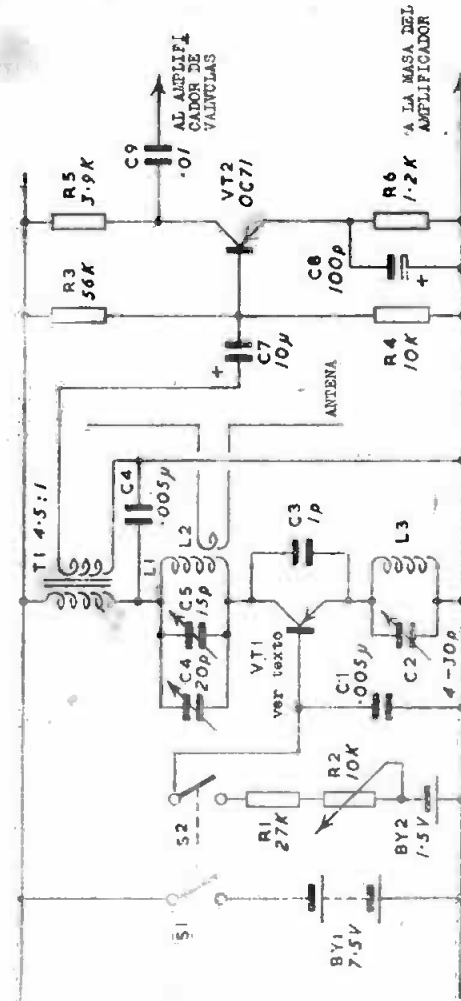 T1 4.5:1
R3
56K
R5
3.9K
C9
.01
AL AMPLIFI
CADOR DE
VALVULAS
S1
S2
C4
20p
C5
15p
L1
L2
C4
.005µ
C7
10µ
+
VT2
OC71
VT1
ver texto
C3
1p
ANTENA
R1
27K
R2
10K
C1
.005µ
C2
4-30p
L3
R4
10K
C8
100p
+
R6
1.2K
A LA MASA DEL
AMPLIFICADOR
BY1
7.5V
BY2
1.5V